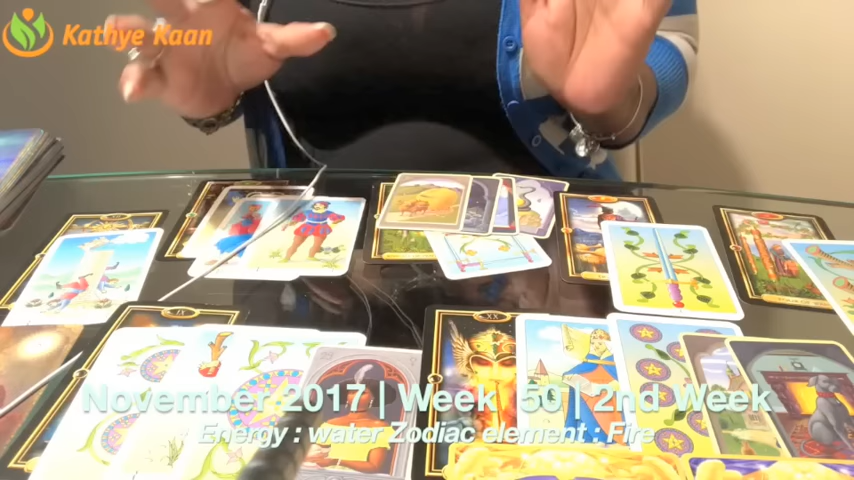 Kathye Kaan
November 2017 | Week 50 | 2nd Week
Energy : water Zodiac element : Fire